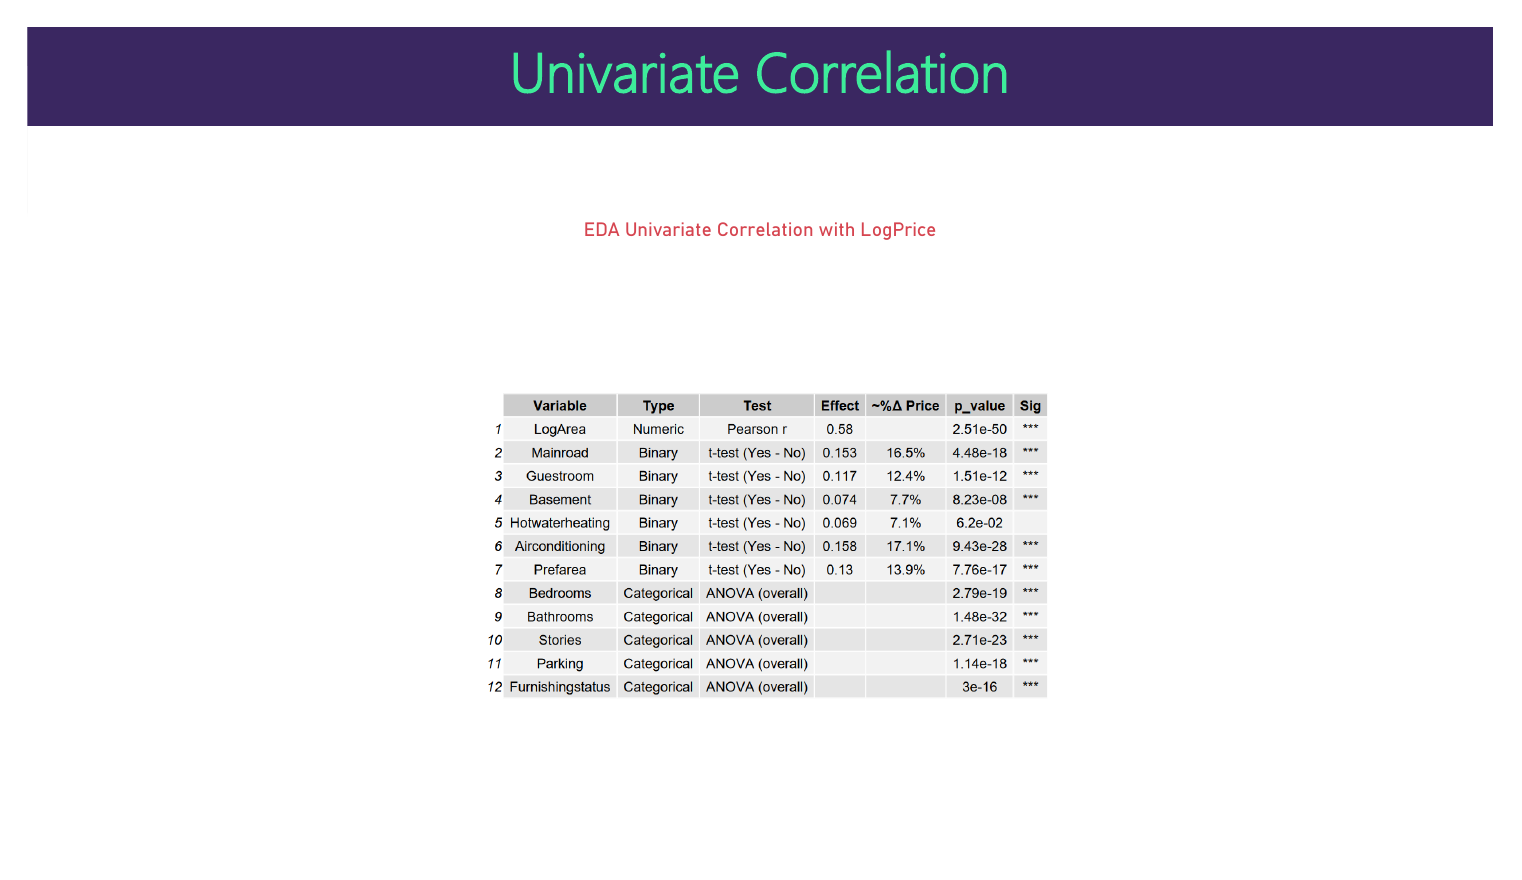 Univariate Correlation
EDA Univariate Correlation with LogPrice
Variable Type Test Effect ~%Δ Price p_value Sig
1 LogArea Numeric Pearson r 0.58 2.51e-50 ***
2 Mainroad Binary t-test (Yes - No) 0.153 16.5% 4.48e-18 ***
3 Guestroom Binary t-test (Yes - No) 0.117 12.4% 1.51e-12 ***
4 Basement Binary t-test (Yes - No) 0.074 7.7% 8.23e-08 ***
5 Hotwaterheating Binary t-test (Yes - No) 0.069 7.1% 6.2e-02
6 Airconditioning Binary t-test (Yes - No) 0.158 17.1% 9.43e-28 ***
7 Prefarea Binary t-test (Yes - No) 0.13 13.9% 7.76e-17 ***
8 Bedrooms Categorical ANOVA (overall) 2.79e-19 ***
9 Bathrooms Categorical ANOVA (overall) 1.48e-32 ***
10 Stories Categorical ANOVA (overall) 2.71e-23 ***
11 Parking Categorical ANOVA (overall) 1.14e-18 ***
12 Furnishingstatus Categorical ANOVA (overall) 3e-16 ***